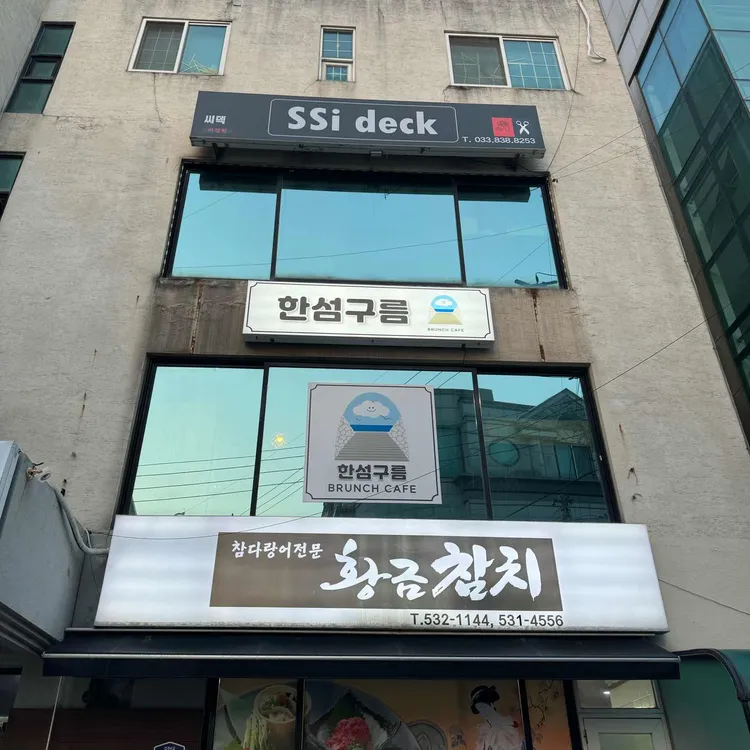 씨덱
SSi deck
T. 033.838.8253
한섬구름
BRUNCH CAFE
한섬구름
BRUNCH CAFE
참다랑어전문
황금참치
T.532-1144, 531-4556